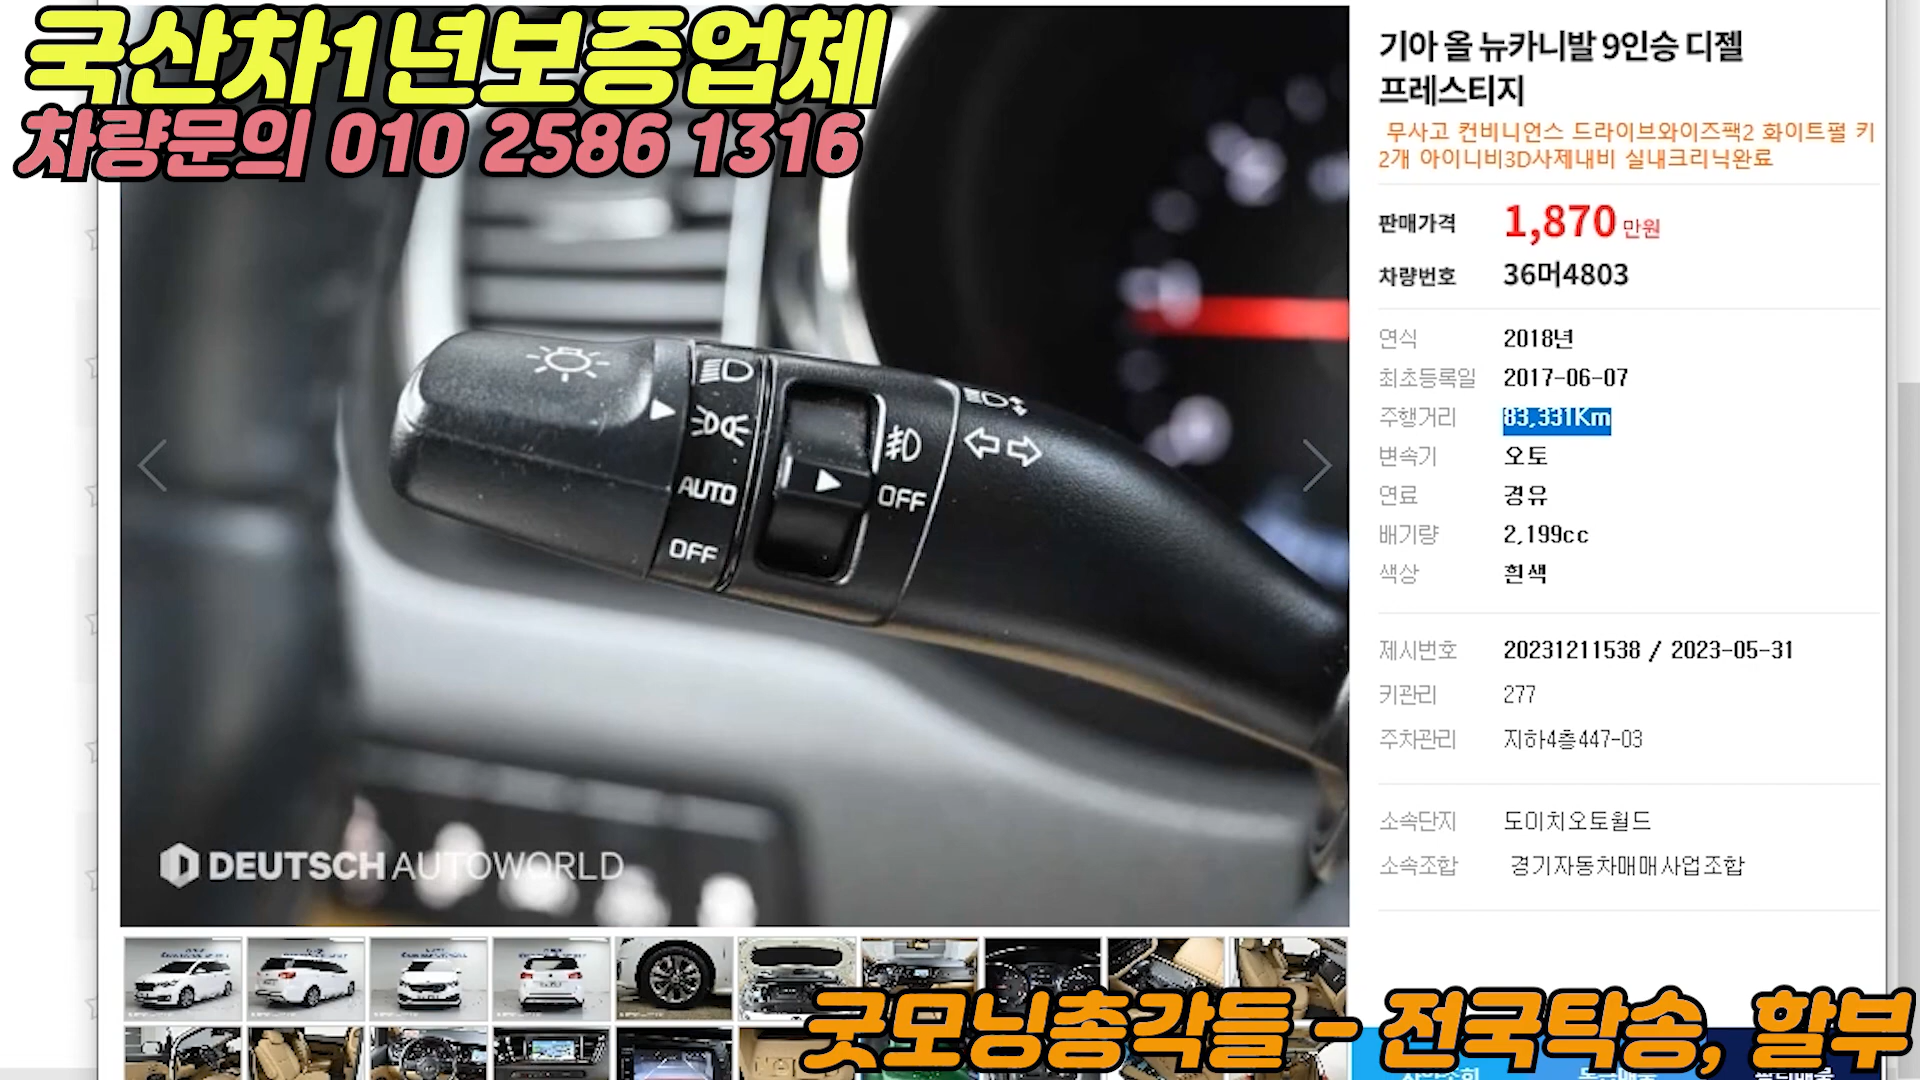 국산차1년보증업체
차량문의 010 2586 1316
AUTO
OFF
OFF
DEUTSCH AUTOWORLD
기아 올 뉴카니발 9인승 디젤
프레스티지
무사고 컨비니언스 드라이브와이즈팩2 화이트펄 키
2개 아이니비3D사제내비 실내크리닉완료
판매가격 1,870 만원
차량번호 36머4803
연식 2018년
최초등록일 2017-06-07
주행거리 83,331Km
변속기 오토
연료 경유
배기량 2,199cc
색상 흰색
제시번호 20231211538 / 2023-05-31
키관리 277
주차관리 지하4층447-03
소속단지 도이치오토월드
소속조합 경기자동차매매사업조합
굿모닝총각들 - 전국탁송, 할부